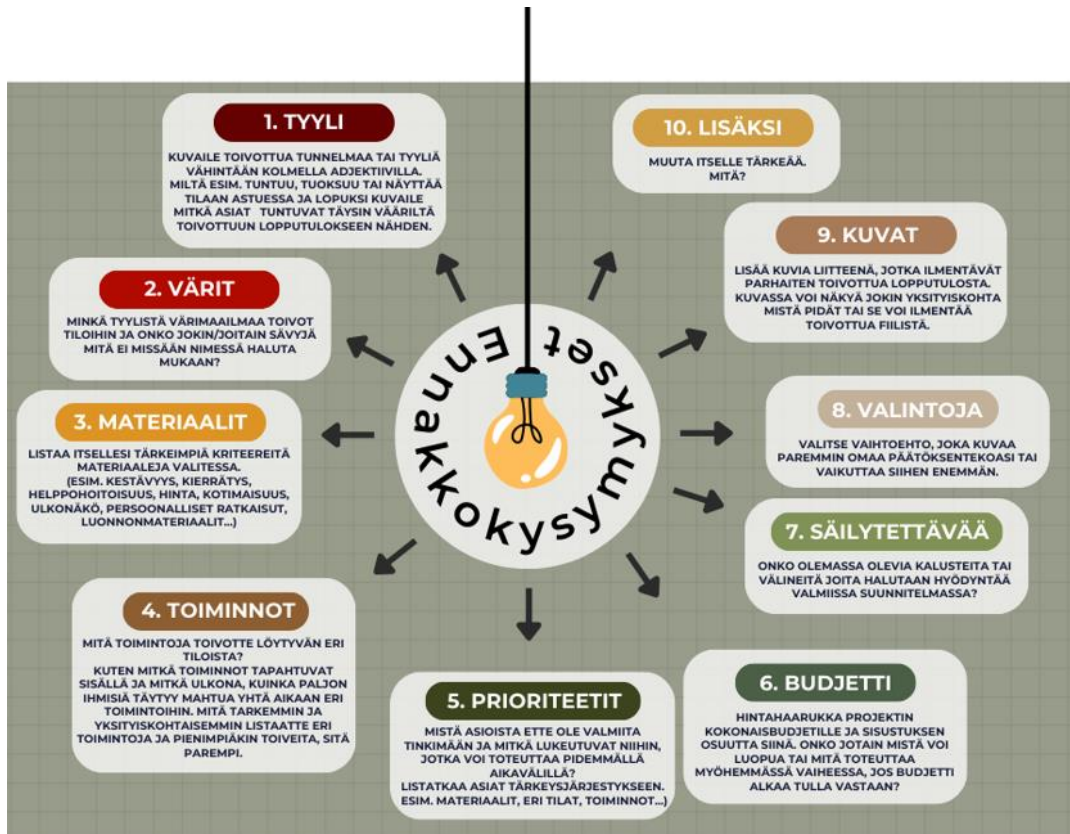 1. TYYLI
KUVAILE TOIVOTTUA TUNNELMAA TAI TYYLIÄ
VÄHINTÄÄN KOLMELLA ADJEKTIIVILLA.
MILTÄ ESIM. TUNTUU, TUOKSUU TAI NÄYTTÄÄ
TILAAN ASTUESSA JA LOPUKSI KUVAILE
MITKÄ ASIAT TUNTUVAT TÄYSIN VÄÄRILTÄ
TOIVOTTUUN LOPPUTULOKSEEN NÄHDEN.
2. VÄRIT
MINKÄ TYYLISTÄ VÄRIMAAILMAA TOIVOT
TILOIHIN JA ONKO JOKIN/JOITAIN SÄVYJÄ
MITÄ EI MISSÄÄN NIMESSÄ HALUTA
MUKAAN?
3. MATERIAALIT
LISTAA ITSELLESI TÄRKEIMPIÄ KRITEEREITÄ
MATERIAALEJA VALITESSA.
(ESIM. KESTÄVYYS, KIERRÄTYS,
HELPPOHOITOISUUS, HINTA, KOTIMAISUUS,
ULKONÄKÖ, PERSOONALLISET RATKAISUT,
LUONNONMATERIAALIT...)
4. TOIMINNOT
MITÄ TOIMINTOJA TOIVOTTE LÖYTYVÄN ERI
TILOISTA?
KUTEN MITKÄ TOIMINNOT TAPAHTUVAT
SISÄLLÄ JA MITKÄ ULKONA, KUINKA PALJON
IHMISIÄ TÄYTYY MAHTUA YHTÄ AIKAAN ERI
TOIMINTOIHIN. MITÄ TARKEMMIN JA
YKSITYISKOHTAISEMMIN LISTAATTE ERI
TOIMINTOJA JA PIENIMPIÄKIN TOIVEITA, SITÄ
PAREMPI.
5. PRIORITEETIT
MISTÄ ASIOISTA ETTE OLE VALMIITA
TINKIMÄÄN JA MITKÄ LUKEUTUVAT NIIHIN,
JOTKA VOI TOTEUTTAA PIDEMMÄLLÄ
AIKAVÄLILLÄ?
LISTATKAA ASIAT TÄRKEYSJÄRJESTYKSEEN.
ESIM. MATERIAALIT, ERI TILAT, TOIMINNOT...)
6. BUDJETTI
HINTAHAARUKKA PROJEKTIN
KOKONAISBUDJETILLE JA SISUSTUKSEN
OSUUTTA SIINÄ. ONKO JOTAIN MISTÄ VOI
LUOPUA TAI MITÄ TOTEUTTAA
MYÖHEMMÄSSÄ VAIHEESSA, JOS BUDJETTI
ALKAA TULLA VASTAAN?
7. SÄILYTETTÄVÄÄ
ONKO OLEMASSA OLEVIA KALUSTEITA TAI
VÄLINEITÄ JOITA HALUTAAN HYÖDYNTÄÄ
VALMIISSA SUUNNITELMASSA?
8. VALINTOJA
VALITSE VAIHTOEHTO, JOKA KUVAA
PAREMMIN OMAA PÄÄTÖKSENTEKOASI TAI
VAIKUTTAA SIIHEN ENEMMÄN.
9. KUVAT
LISÄÄ KUVIA LIITTEENÄ, JOTKA ILMENTÄVÄT
PARHAITEN TOIVOTTUA LOPPUTULOSTA.
KUVASSA VOI NÄKYÄ JOKIN YKSITYISKOHTA
MISTÄ PIDÄT TAI SE VOI ILMENTÄÄ
TOIVOTTUA FIILISTÄ.
10. LISÄKSI
MUUTA ITSELLE TÄRKEÄÄ.
MITÄ?
Ennakkokysymykset